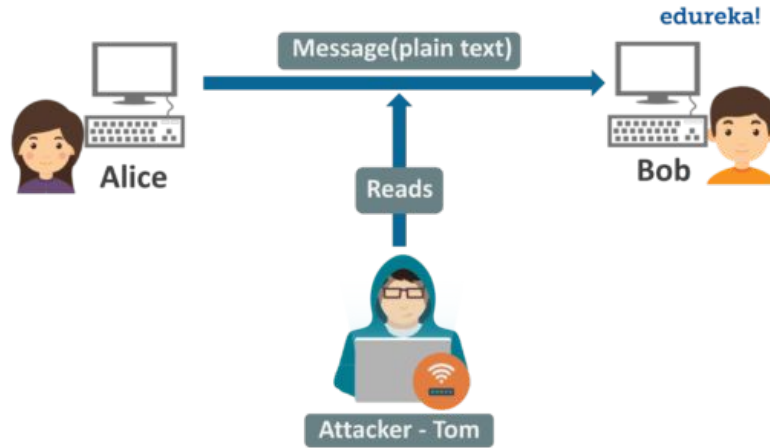 edureka!
Message(plain text)
Alice
Bob
Reads
Attacker - Tom